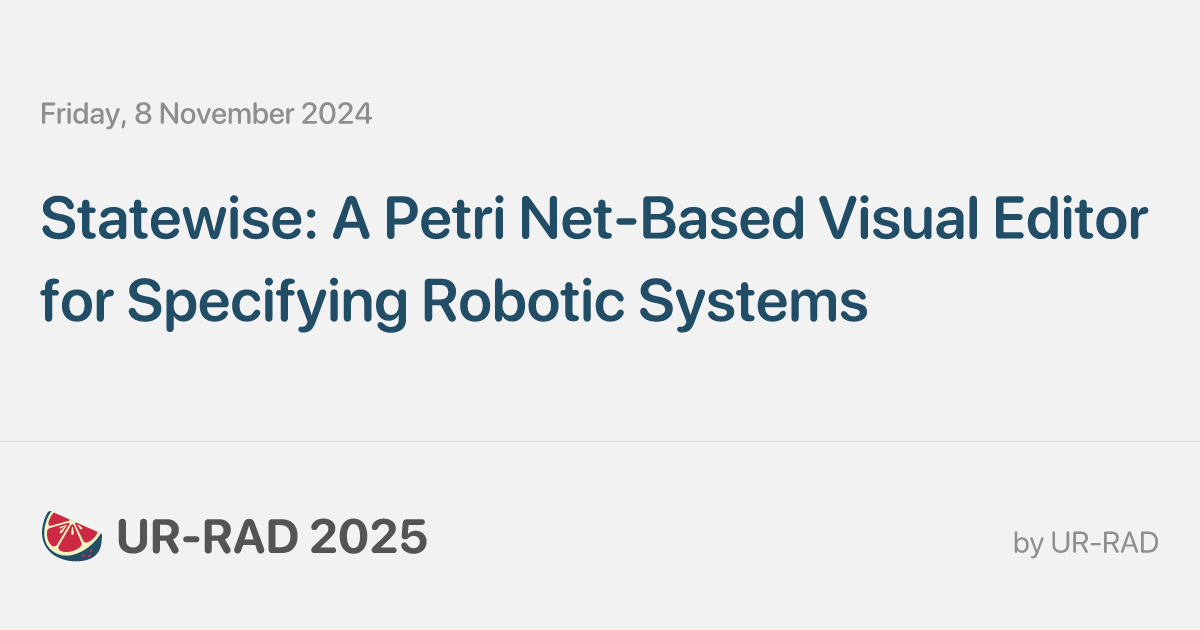 Friday, 8 November 2024
Statewise: A Petri Net-Based Visual Editor
for Specifying Robotic Systems
UR-RAD 2025
by UR-RAD